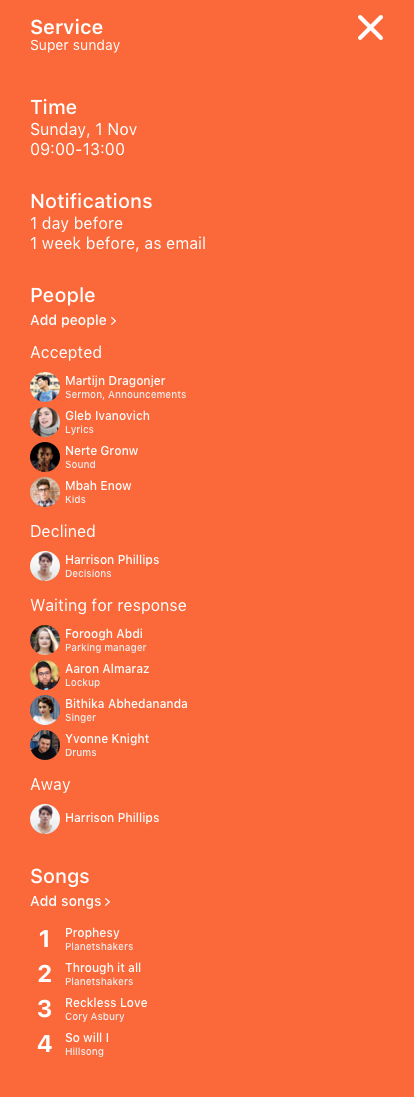 Service
Super sunday
Time
Sunday, 1 Nov
09:00-13:00
Notifications
1 day before
1 week before, as email
People
Add people >
Accepted
Martijn Dragonjer
Sermon, Announcements
Gleb Ivanovich
Lyrics
Nerte Gronw
Sound
Mbah Enow
Kids
Declined
Harrison Phillips
Decisions
Waiting for response
Foroogh Abdi
Parking manager
Aaron Almaraz
Lockup
Bithika Abhedananda
Singer
Yvonne Knight
Drums
Away
Harrison Phillips
Songs
Add songs >
1 Prophesy
Planetshakers
2 Through it all
Planetshakers
3 Reckless Love
Cory Asbury
4 So will I
Hillsong